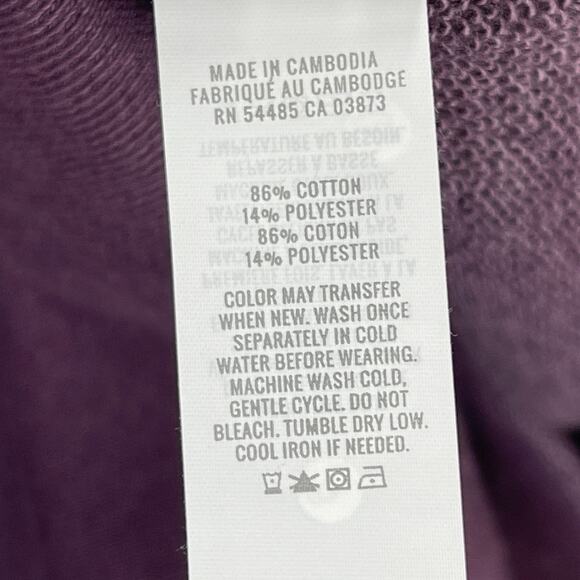 MADE IN CAMBODIA
FABRIQUÉ AU CAMBODGE
RN 54485 CA 03873
86% COTTON
14% POLYESTER
86% COTON
14% POLYESTER
COLOR MAY TRANSFER
WHEN NEW. WASH ONCE
SEPARATELY IN COLD
WATER BEFORE WEARING.
MACHINE WASH COLD,
GENTLE CYCLE. DO NOT
BLEACH. TUMBLE DRY LOW.
COOL IRON IF NEEDED.